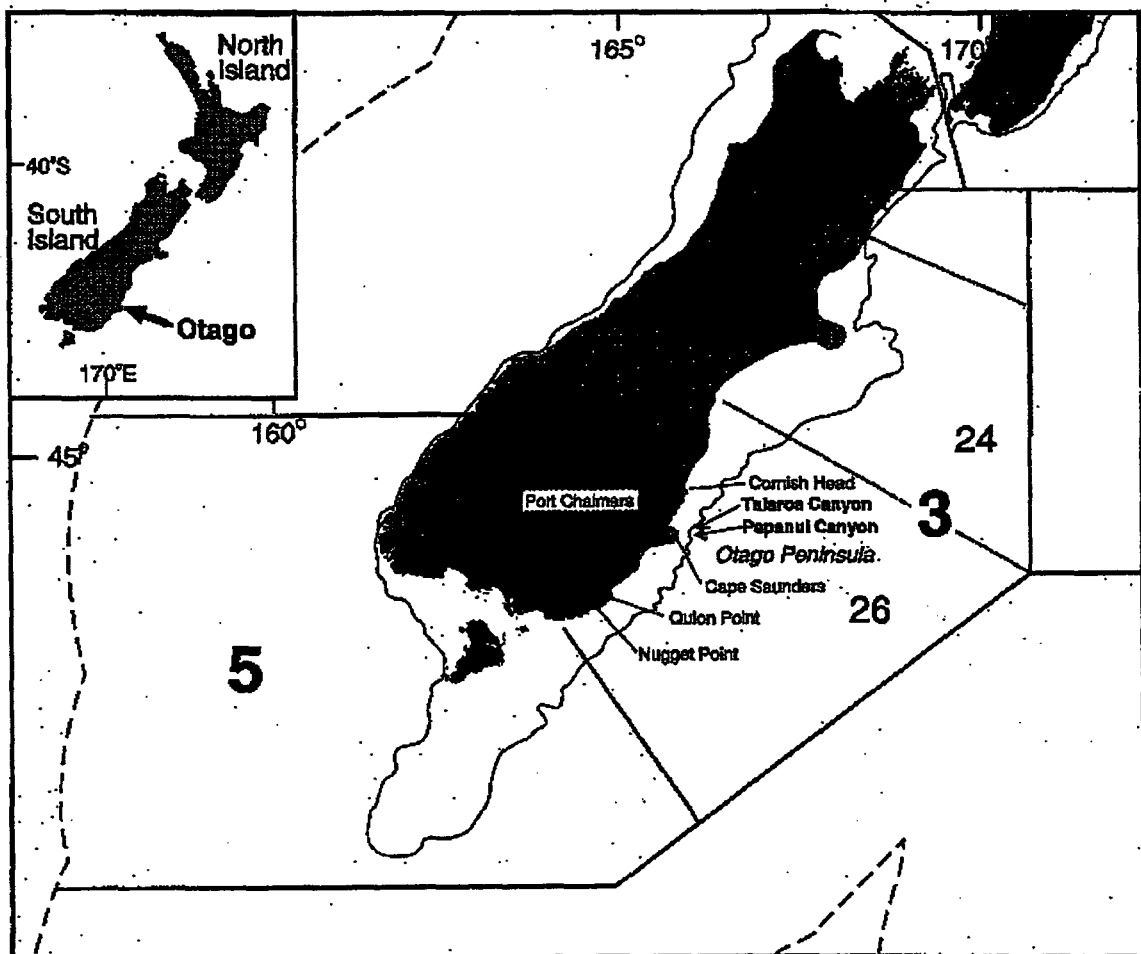 North
Island
40°S
South
Island
Otago
170°E
165°
170
160°
45°
24
Cornish Head
Port Chalmers
Taiaroa Canyon
3
Papanui Canyon
Otago Peninsula
Cape Saunders
26
Quion Point
Nugget Point
5